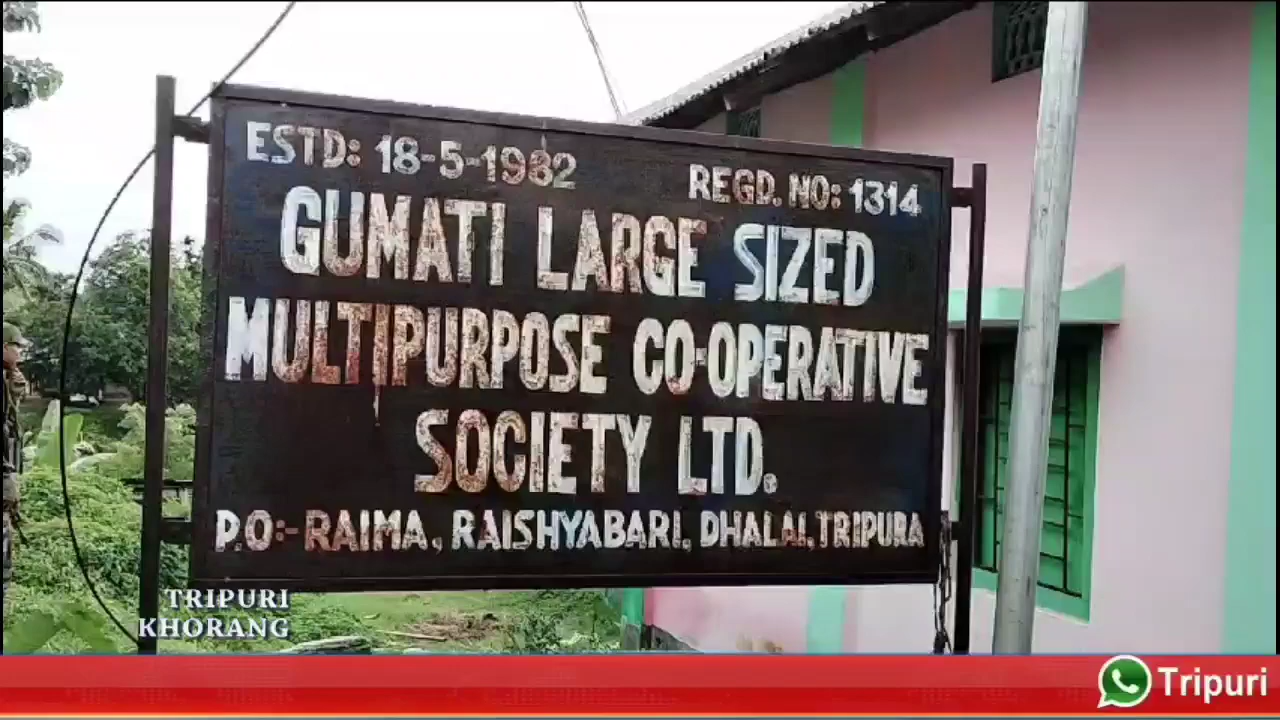 ESTD: 18-5-1982 REGD. NO: 1314
GUMATI LARGE SIZED
MULTIPURPOSE CO-OPERATIVE
SOCIETY LTD.
P.O:- RAIMA, RAISHYABARI, DHALAI, TRIPURA
TRIPURI
KHORANG
Tripuri